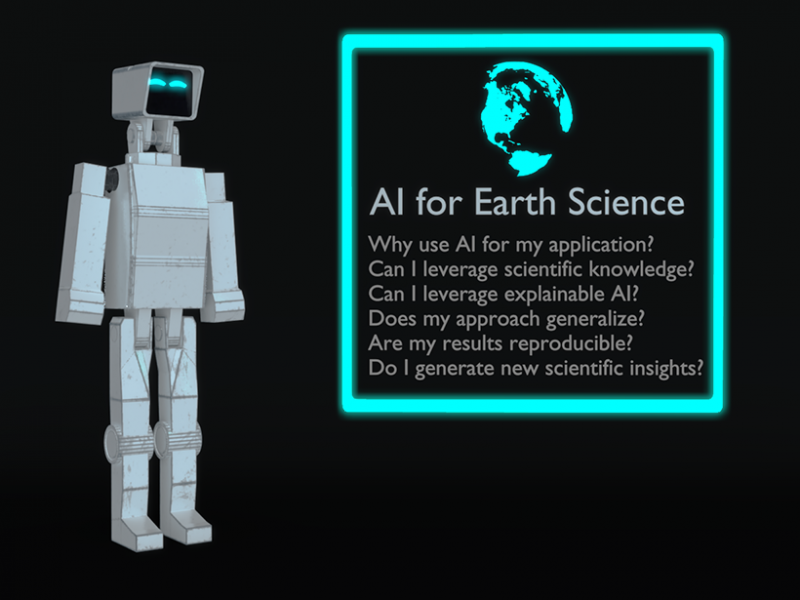 AI for Earth Science
Why use AI for my application?
Can I leverage scientific knowledge?
Can I leverage explainable AI?
Does my approach generalize?
Are my results reproducible?
Do I generate new scientific insights?